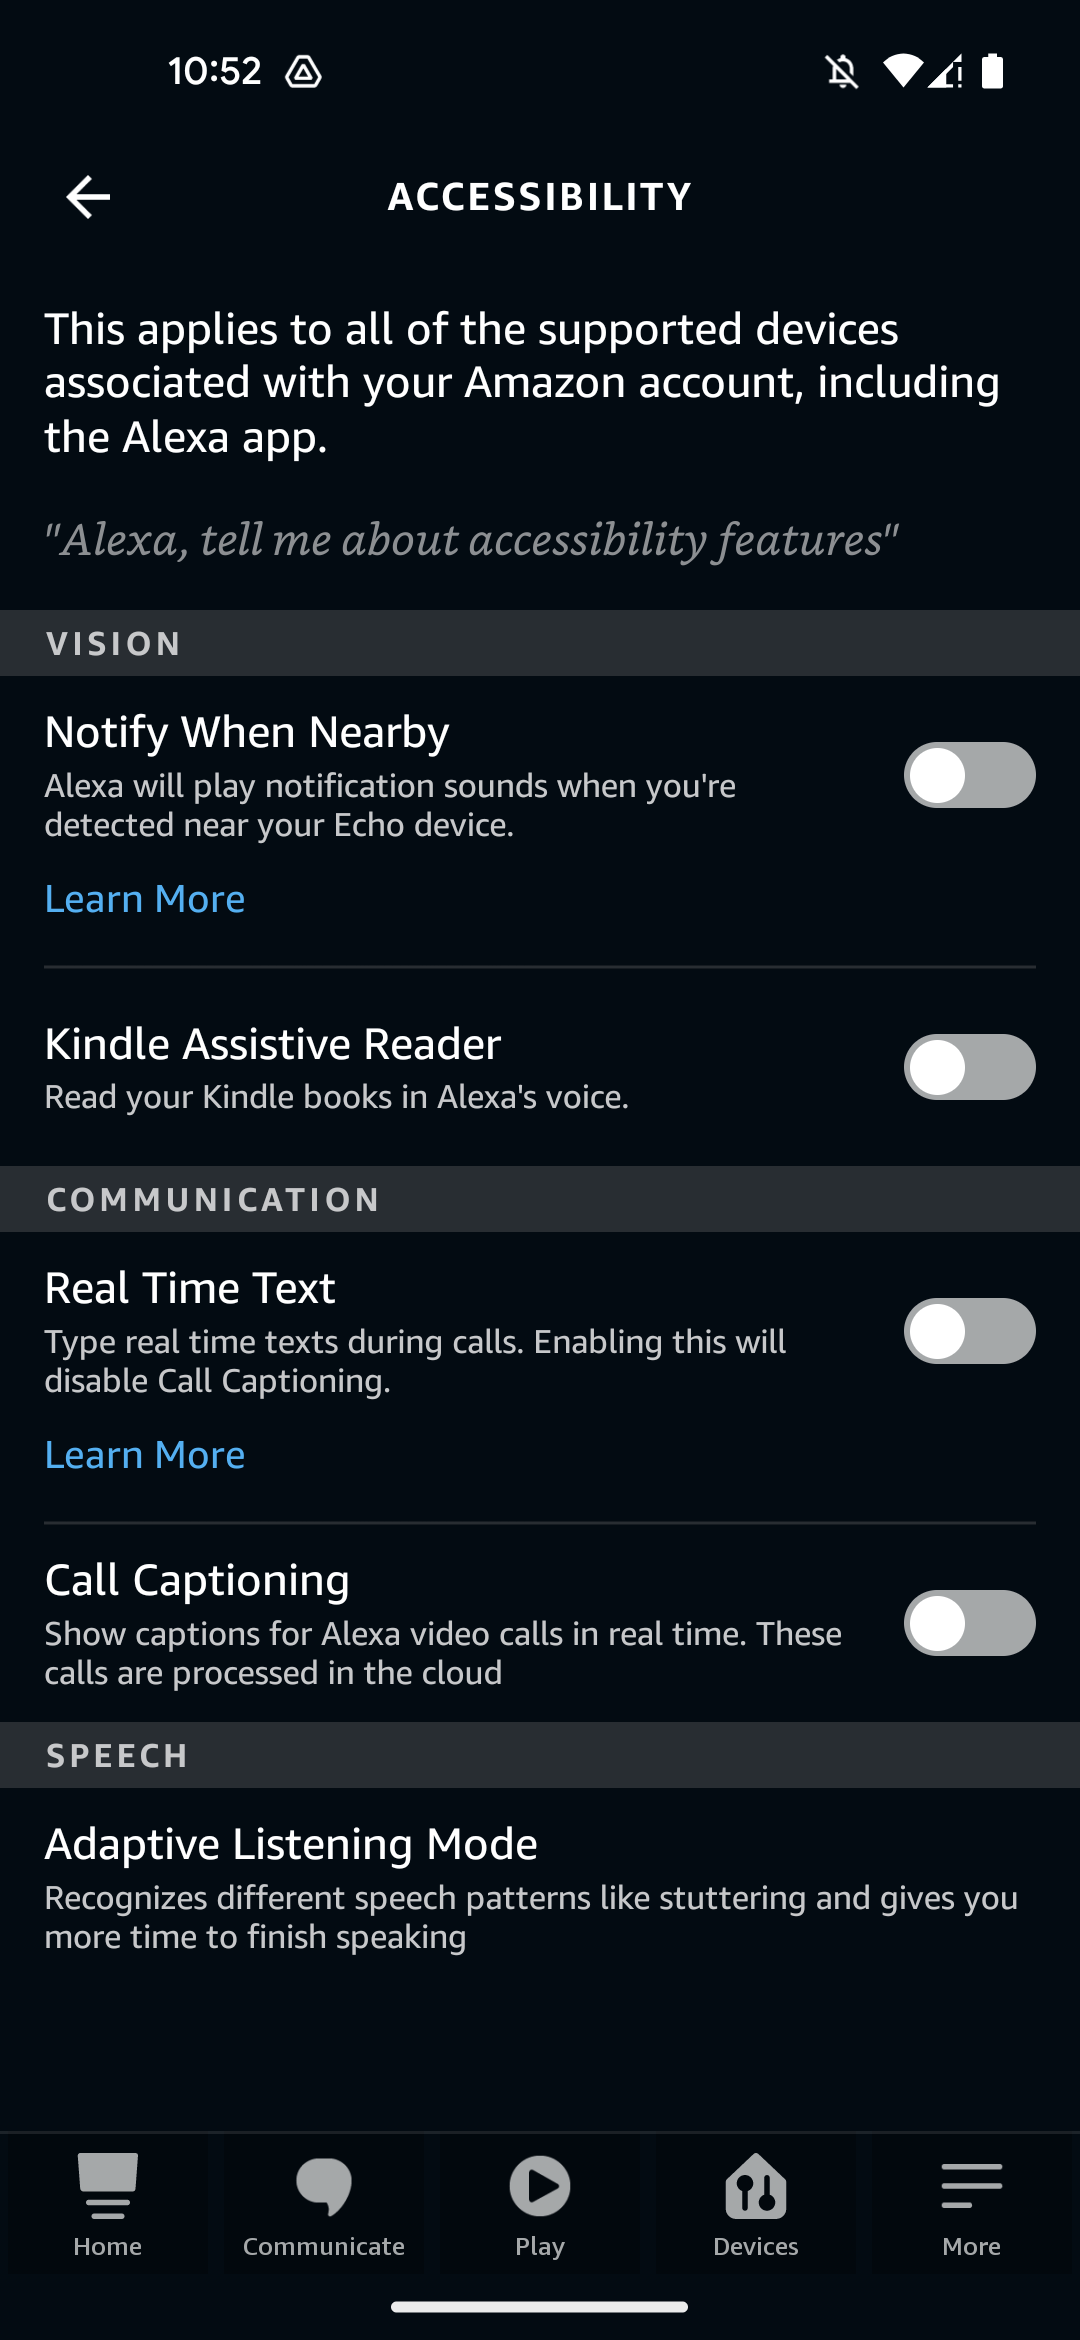 10:52
ACCESSIBILITY
This applies to all of the supported devices
associated with your Amazon account, including
the Alexa app.
"Alexa, tell me about accessibility features"
VISION
Notify When Nearby
Alexa will play notification sounds when you're
detected near your Echo device.
Learn More
Kindle Assistive Reader
Read your Kindle books in Alexa's voice.
COMMUNICATION
Real Time Text
Type real time texts during calls. Enabling this will
disable Call Captioning.
Learn More
Call Captioning
Show captions for Alexa video calls in real time. These
calls are processed in the cloud
SPEECH
Adaptive Listening Mode
Recognizes different speech patterns like stuttering and gives you
more time to finish speaking
Home Communicate Play Devices More